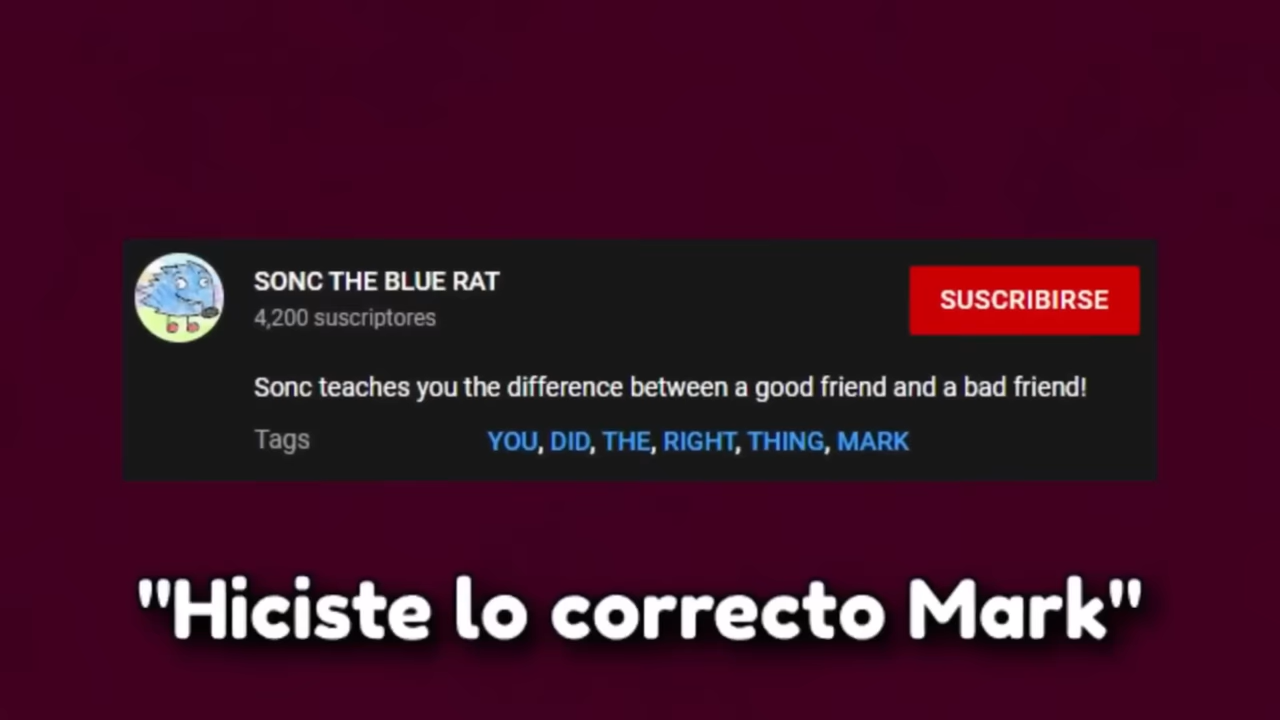 SONC THE BLUE RAT
SUSCRIBIRSE
4,200 suscriptores
Sonc teaches you the difference between a good friend and a bad friend!
Tags YOU, DID, THE, RIGHT, THING, MARK
"Hiciste lo correcto Mark"